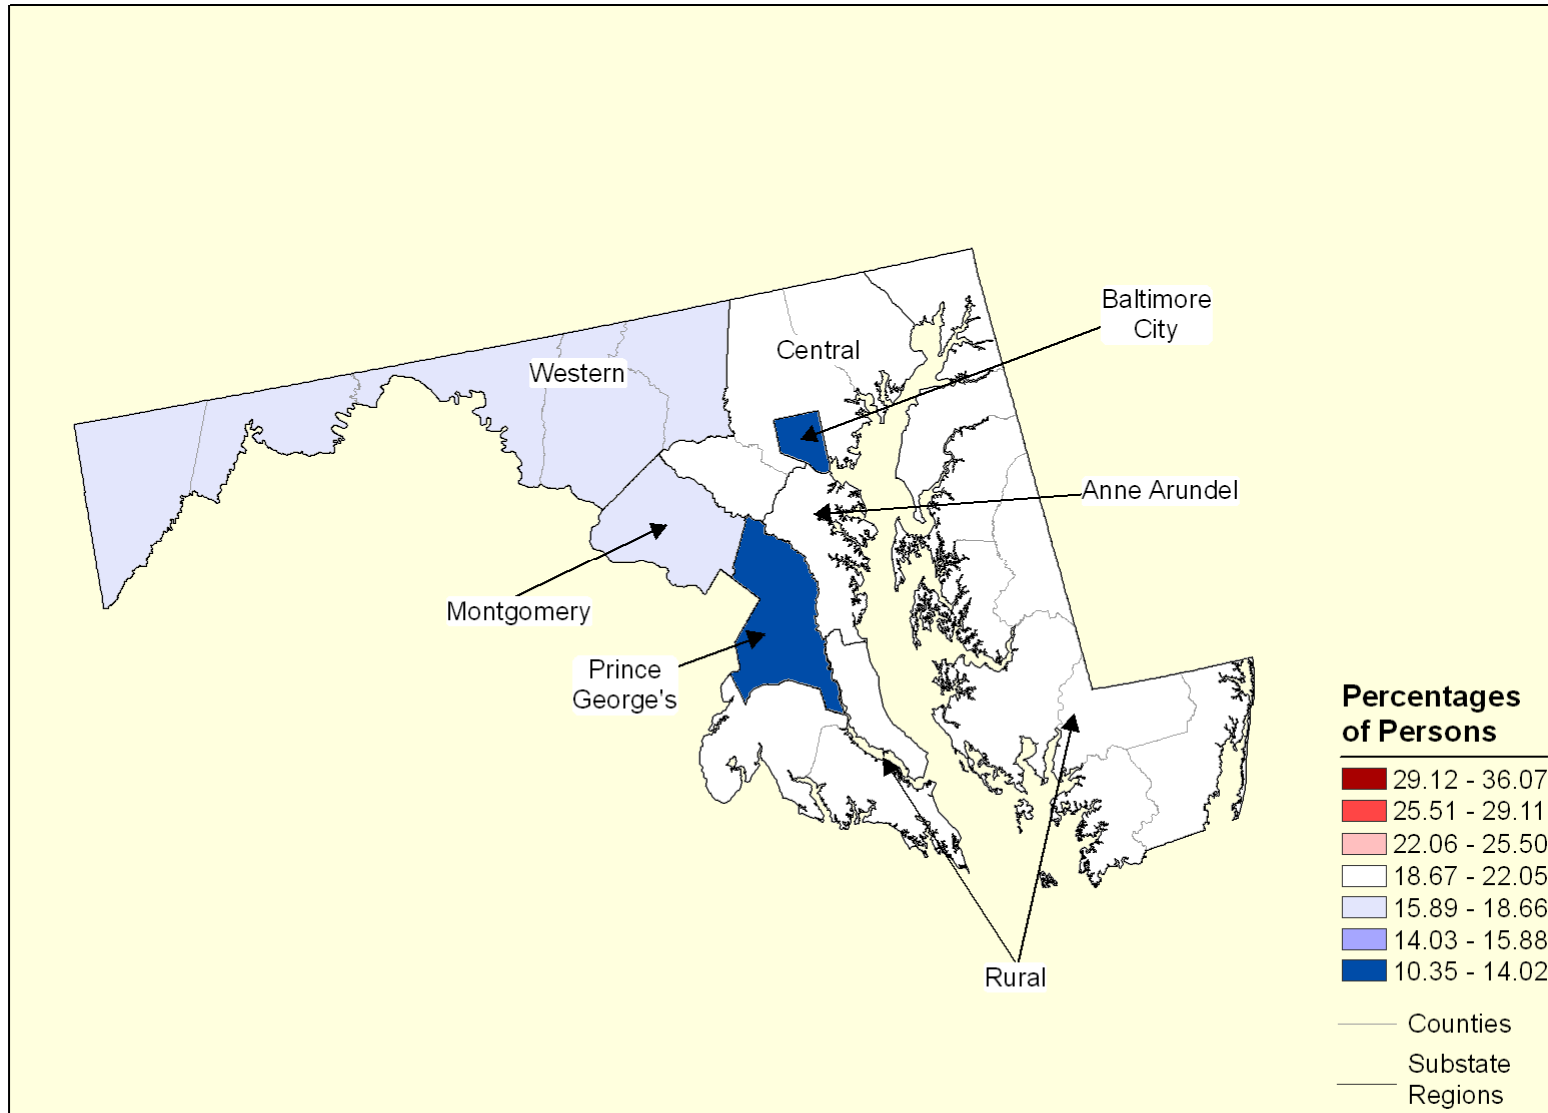 Baltimore
City
Central
Western
Anne Arundel
Montgomery
Prince
George's
Rural
Percentages
of Persons
29.12 - 36.07
25.51 - 29.11
22.06 - 25.50
18.67 - 22.05
15.89 - 18.66
14.03 - 15.88
10.35 - 14.02
Counties
Substate
Regions